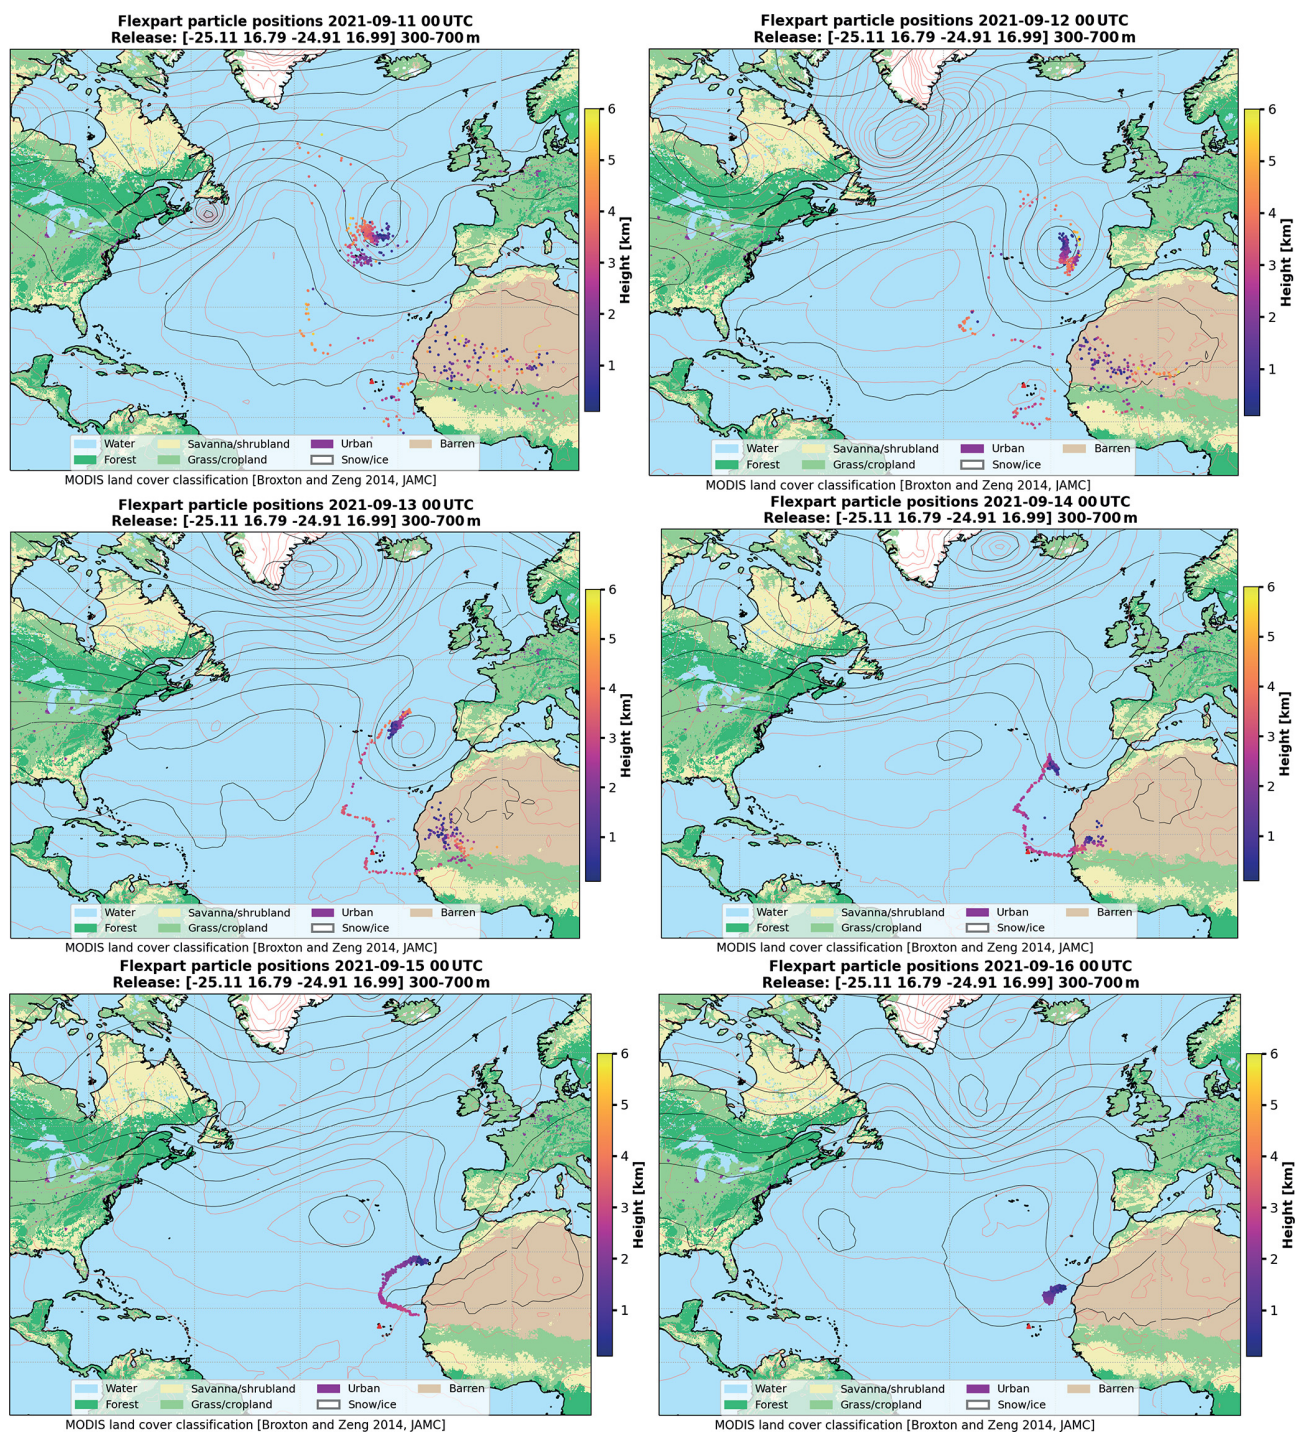 Flexpart particle positions 2021-09-11 00 UTC
Release: [-25.11 16.79 -24.91 16.99] 300-700 m
6
5
4
3
2
1
Height [km]
Water
Savanna/shrubland
Urban
Barren
Forest
Grass/cropland
Snow/ice
MODIS land cover classification [Broxton and Zeng 2014, JAMC]
Flexpart particle positions 2021-09-12 00 UTC
Release: [-25.11 16.79 -24.91 16.99] 300-700 m
6
5
4
3
2
1
Height [km]
Water
Savanna/shrubland
Urban
Barren
Forest
Grass/cropland
Snow/ice
MODIS land cover classification [Broxton and Zeng 2014, JAMC]
Flexpart particle positions 2021-09-13 00 UTC
Release: [-25.11 16.79 -24.91 16.99] 300-700 m
6
5
4
3
2
1
Height [km]
Water
Savanna/shrubland
Urban
Barren
Forest
Grass/cropland
Snow/ice
MODIS land cover classification [Broxton and Zeng 2014, JAMC]
Flexpart particle positions 2021-09-14 00 UTC
Release: [-25.11 16.79 -24.91 16.99] 300-700 m
6
5
4
3
2
1
Height [km]
Water
Savanna/shrubland
Urban
Barren
Forest
Grass/cropland
Snow/ice
MODIS land cover classification [Broxton and Zeng 2014, JAMC]
Flexpart particle positions 2021-09-15 00 UTC
Release: [-25.11 16.79 -24.91 16.99] 300-700 m
6
5
4
3
2
1
Height [km]
Water
Savanna/shrubland
Urban
Barren
Forest
Grass/cropland
Snow/ice
MODIS land cover classification [Broxton and Zeng 2014, JAMC]
Flexpart particle positions 2021-09-16 00 UTC
Release: [-25.11 16.79 -24.91 16.99] 300-700 m
6
5
4
3
2
1
Height [km]
Water
Savanna/shrubland
Urban
Barren
Forest
Grass/cropland
Snow/ice
MODIS land cover classification [Broxton and Zeng 2014, JAMC]